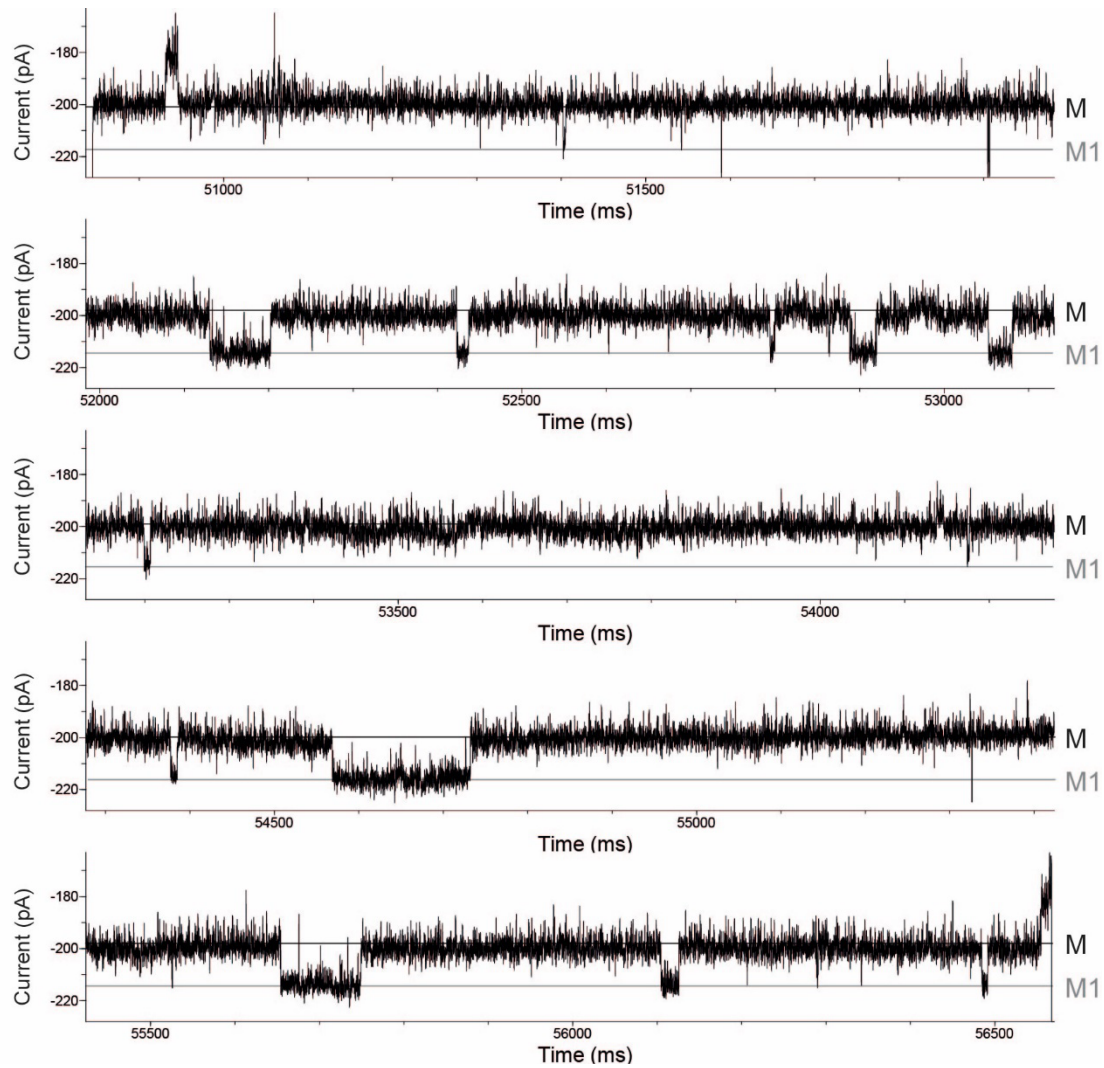 Current (pA)
-180
-200
-220
M
M1
51000 51500
Time (ms)
Current (pA)
-180
-200
-220
M
M1
52000 52500 53000
Time (ms)
Current (pA)
-180
-200
-220
M
M1
53500 54000
Time (ms)
Current (pA)
-180
-200
-220
M
M1
54500 55000
Time (ms)
Current (pA)
-180
-200
-220
M
M1
55500 56000 56500
Time (ms)